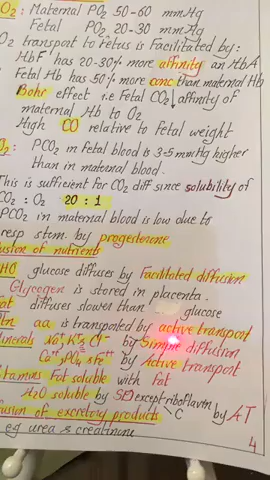 O2: Maternal PO2 50-60 mmHg
Fetal PO2 20-30 mmHg
O2 transport to fetus is facilitated by:
HbF has 20-30% more affinity an HbA
Fetal Hb has 50% more conc than maternal Hb
Bohr effect i.e Fetal CO2↓ affinity of
maternal Hb to O2
High CO relative to Fetal weight
O2: PCO2 in fetal blood is 3-5 mmHg higher
than in maternal blood.
This is sufficient for CO2 diff since solubility of
CO2 : O2 20 : 1
PCO2 in maternal blood is low due to
resp stim. by progesterone
fusion of nutrients
CHO glucose diffuses by Facilitated diffusion
Glycogen is stored in placenta.
Fat diffuses slower than glucose
Ptn aa is transported by active transport
Minerals Na+, K+ & Cl- by Simple diffusion
Ca++, PO4 & Fe++ by Active transport
Vitamins Fat soluble with fat
H2O soluble by SD except riboflavin
C by AT
fusion of excretory products
eg urea & creatinine
4